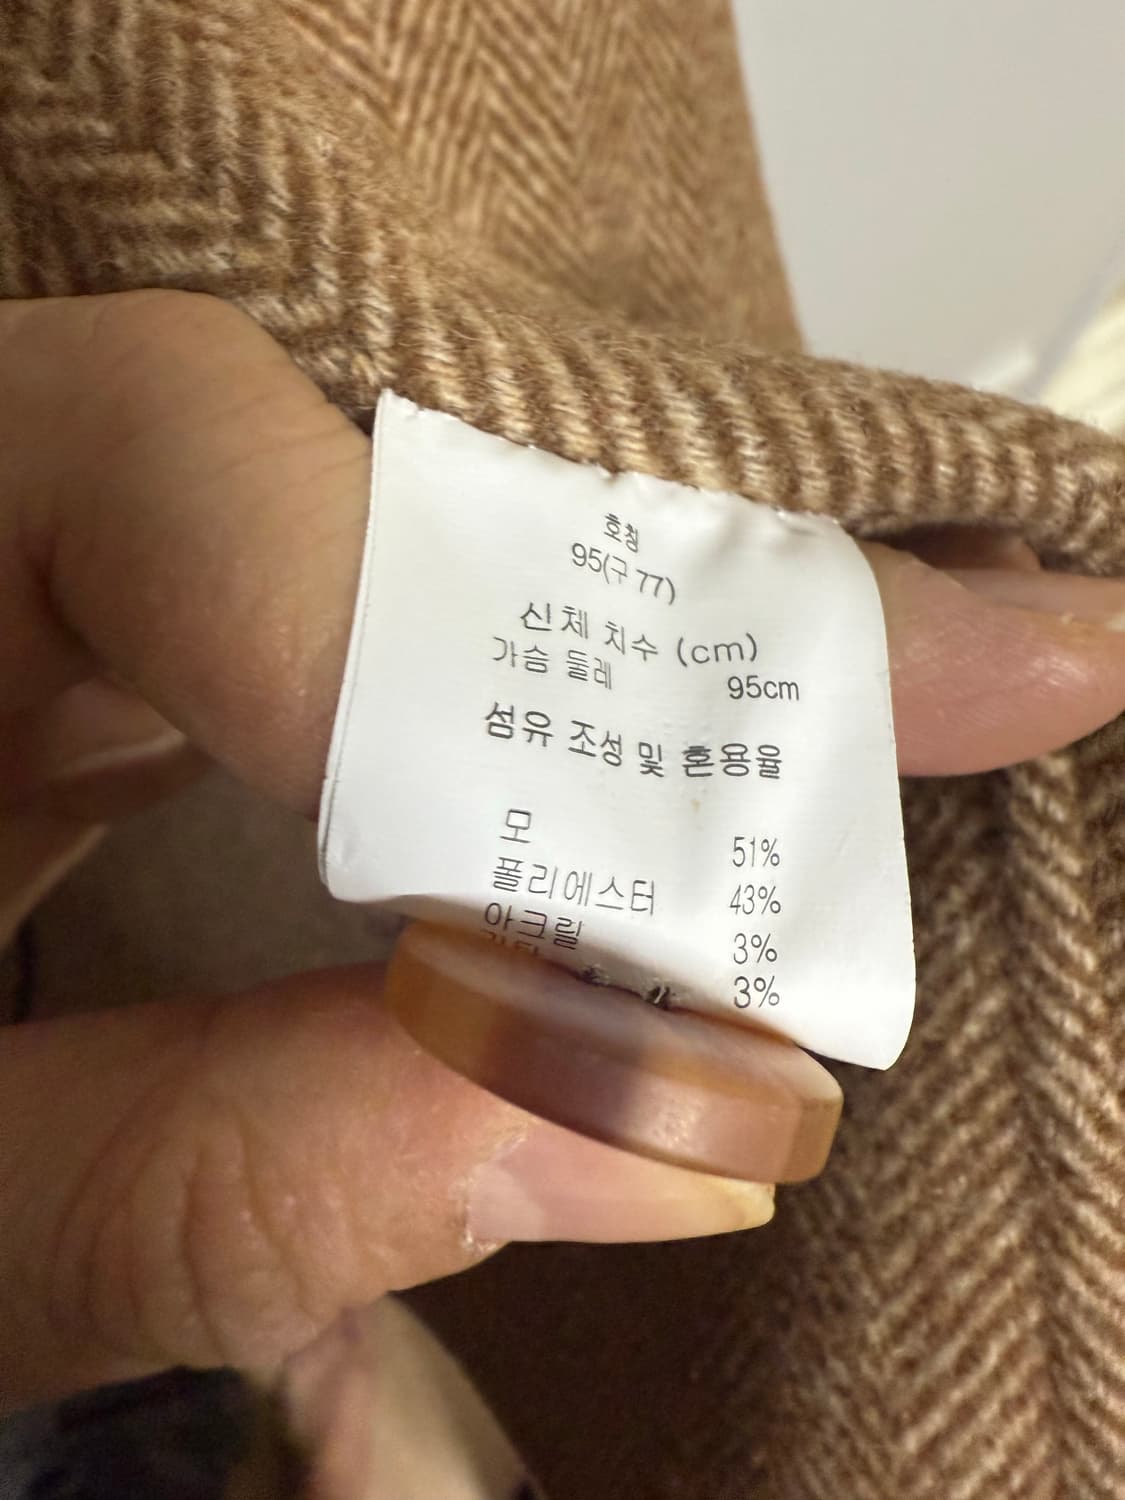 호칭
95(구 77)
신체 치수 (cm)
가슴 둘레 95cm
섬유 조성 및 혼용율
모 51%
폴리에스터 43%
아크릴 3%
3%